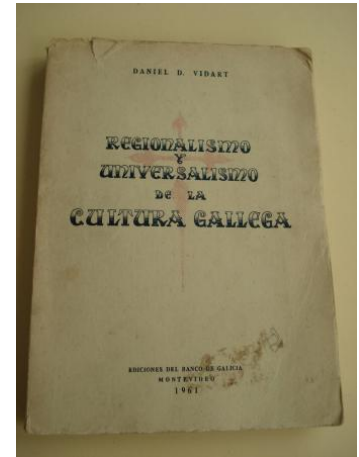 DANIEL D. VIDART
REGIONALISMO
Y
UNIVERSALISMO
DE LA
CULTURA GALLEGA
EDICIONES DEL BANCO DE GALICIA
MONTEVIDEO
1961